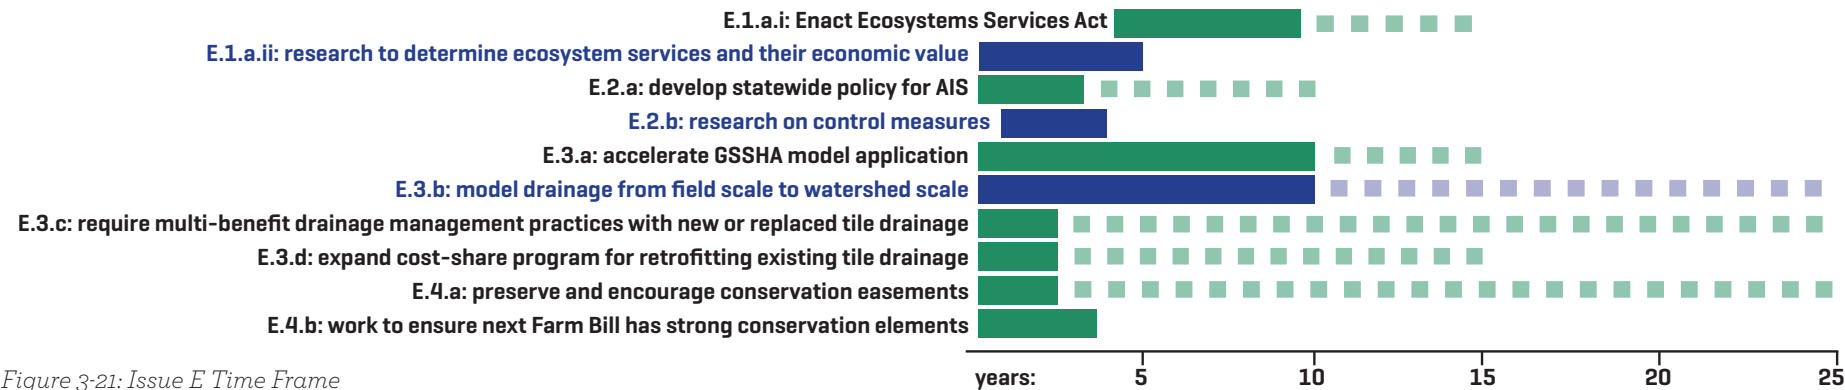 E.1.a.i: Enact Ecosystems Services Act
E.1.a.ii: research to determine ecosystem services and their economic value
E.2.a: develop statewide policy for AIS
E.2.b: research on control measures
E.3.a: accelerate GSSHA model application
E.3.b: model drainage from field scale to watershed scale
E.3.c: require multi-benefit drainage management practices with new or replaced tile drainage
E.3.d: expand cost-share program for retrofitting existing tile drainage
E.4.a: preserve and encourage conservation easements
E.4.b: work to ensure next Farm Bill has strong conservation elements
years: 5 10 15 20 25
Figure 3-21: Issue E Time Frame